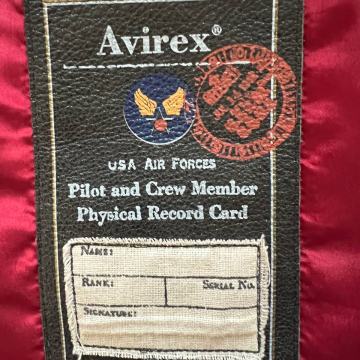 Avirex®
USA AIR FORCES
Pilot and Crew Member
Physical Record Card
NAME:
RANK: SERIAL NO.
SIGNATURE: